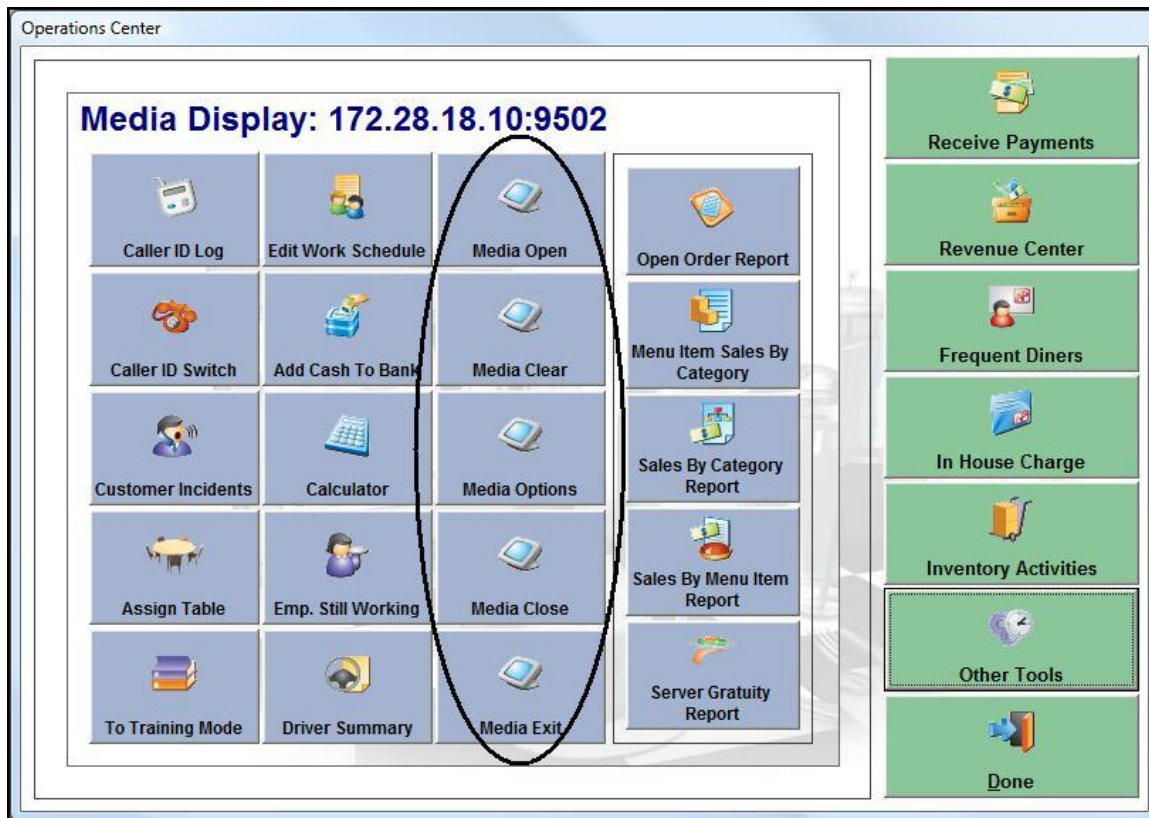 Operations Center
Media Display: 172.28.18.10:9502
Caller ID Log
Edit Work Schedule
Media Open
Open Order Report
Caller ID Switch
Add Cash To Bank
Media Clear
Menu Item Sales By
Category
Customer Incidents
Calculator
Media Options
Sales By Category
Report
Assign Table
Emp. Still Working
Media Close
Sales By Menu Item
Report
To Training Mode
Driver Summary
Media Exit
Server Gratuity
Report
Receive Payments
Revenue Center
Frequent Diners
In House Charge
Inventory Activities
Other Tools
Done